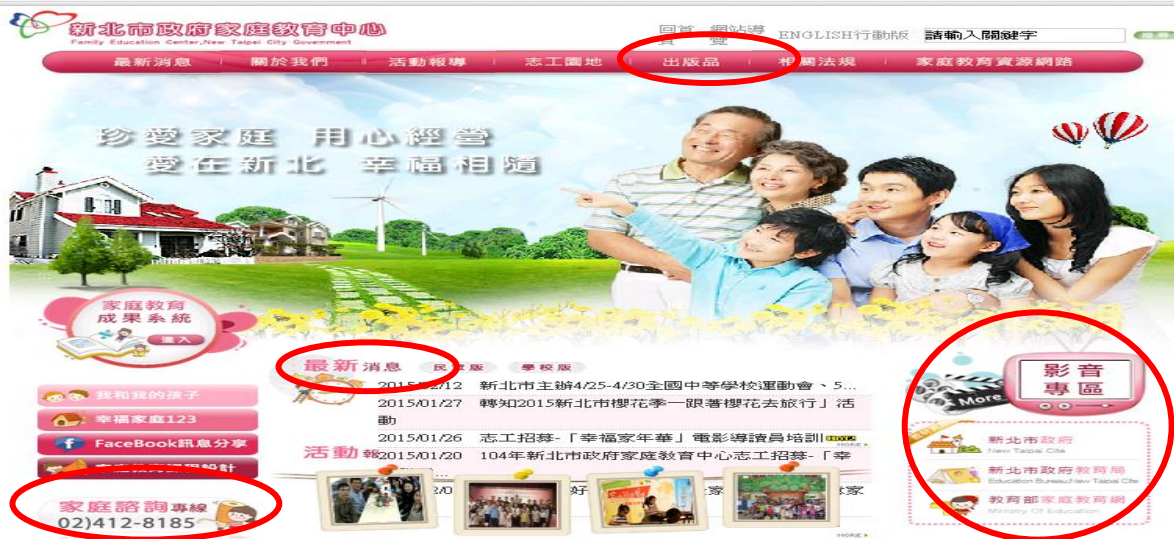 新北市政府家庭教育中心
Family Education Center,New Taipei City Government
回首頁 網站導覽 ENGLISH 行動版 請輸入關鍵字
最新消息 關於我們 活動報導 志工園地 出版品 相關法規 家庭教育資源網路
珍愛家庭 用心經營
愛在新北 幸福相隨
家庭教育
成果系統
進入
我和我的孩子
幸福家庭123
FaceBook訊息分享
家庭諮詢專線
02)412-8185
最新消息 民眾版 學校版
2015/02/12 新北市主辦4/25-4/30全國中等學校運動會、5...
2015/01/27 轉知2015新北市櫻花季─跟著櫻花去旅行」活
動
2015/01/26 志工招募-「幸福家年華」電影導讀員培訓
MORE
活動報
2015/01/20 104年新北市政府家庭教育中心志工招募-「幸
MORE
影音
專區
More
新北市政府
New Taipei Cite
新北市政府教育局
Education Bureau,New Taipei Cite
教育部家庭教育網
Ministry Of Education